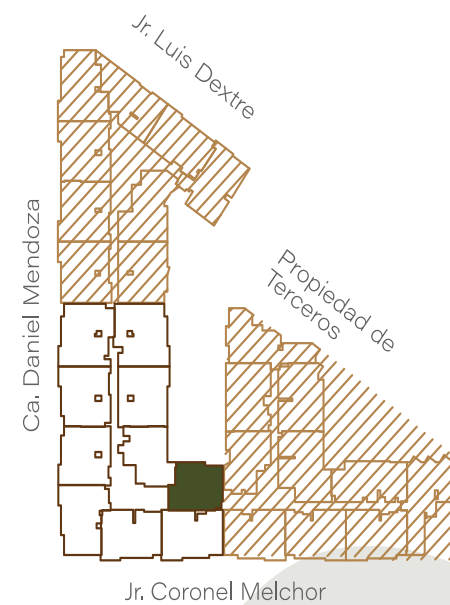 Jr. Luis Dextre
Ca. Daniel Mendoza
Propiedad de
Terceros
Jr. Coronel Melchor